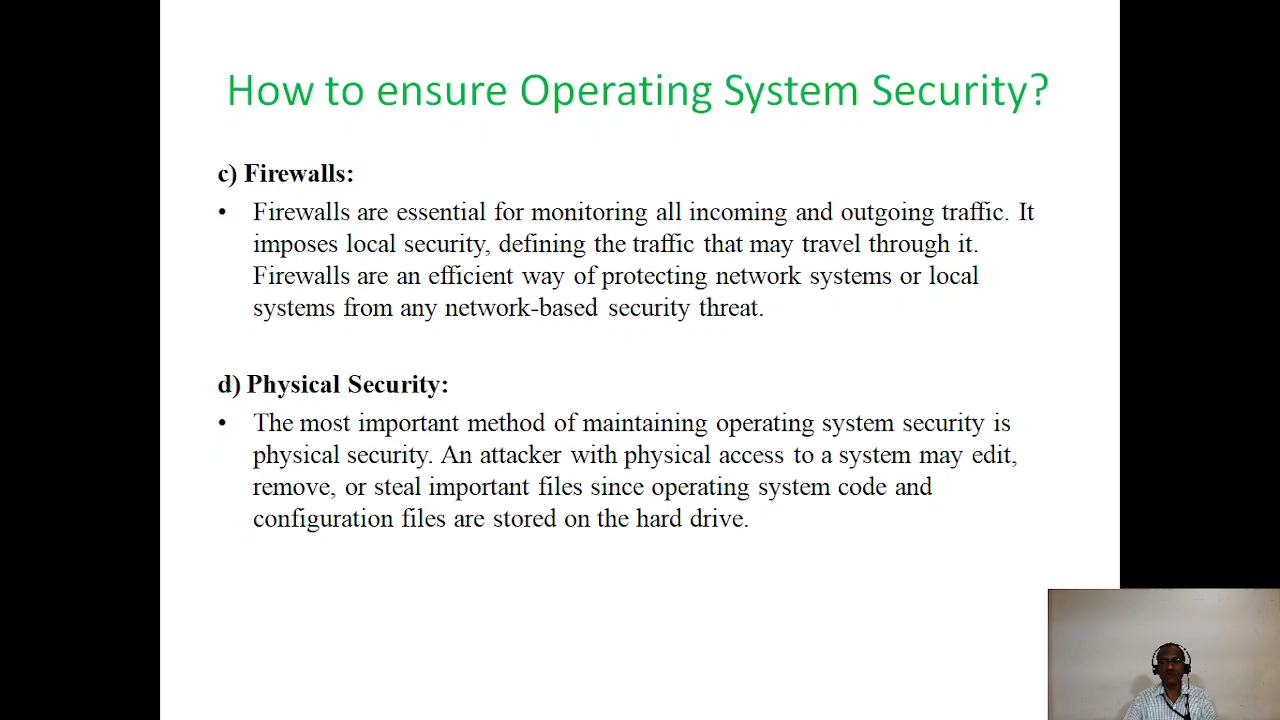 How to ensure Operating System Security?
c) Firewalls:
• Firewalls are essential for monitoring all incoming and outgoing traffic. It
imposes local security, defining the traffic that may travel through it.
Firewalls are an efficient way of protecting network systems or local
systems from any network-based security threat.
d) Physical Security:
• The most important method of maintaining operating system security is
physical security. An attacker with physical access to a system may edit,
remove, or steal important files since operating system code and
configuration files are stored on the hard drive.